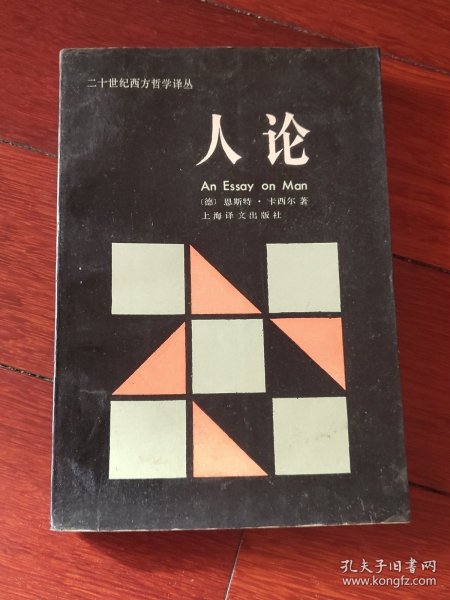 二十世纪西方哲学译丛
人论
An Essay on Man
〔德〕恩斯特·卡西尔著
上海译文出版社
孔夫子旧书网
www.kongfz.com